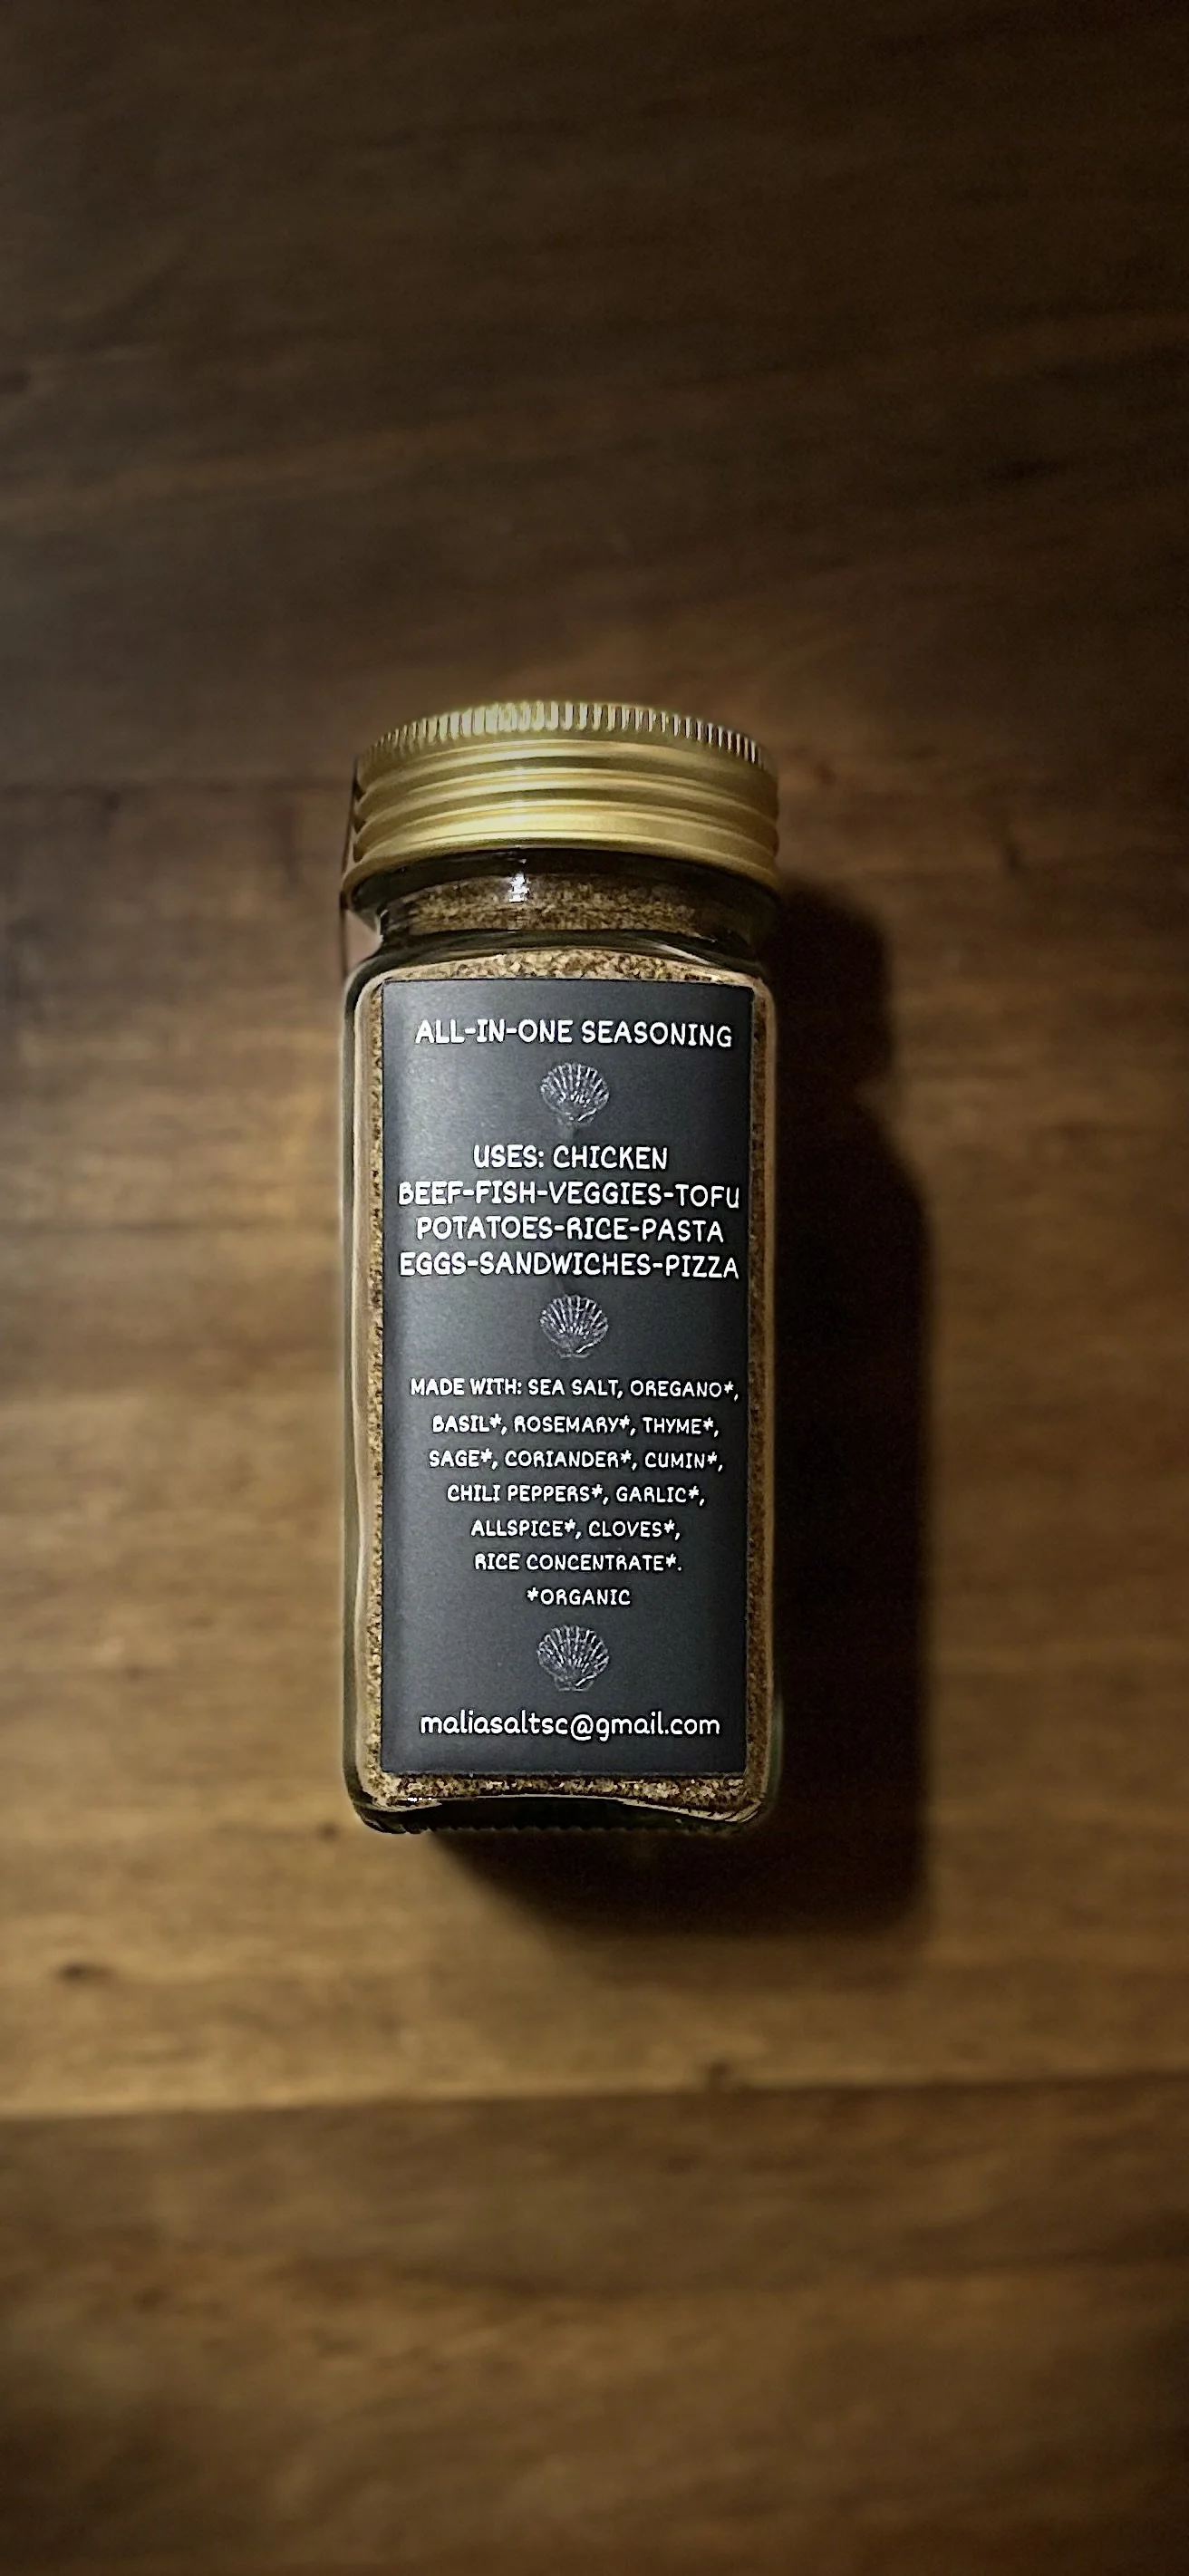 ALL-IN-ONE SEASONING
USES: CHICKEN
BEEF-FISH-VEGGIES-TOFU
POTATOES-RICE-PASTA
EGGS-SANDWICHES-PIZZA
MADE WITH: SEA SALT, OREGANO*,
BASIL*, ROSEMARY*, THYME*,
SAGE*, CORIANDER*, CUMIN*,
CHILI PEPPERS*, GARLIC*,
ALLSPICE*, CLOVES*,
RICE CONCENTRATE*.
*ORGANIC
maliasaltsc@gmail.com